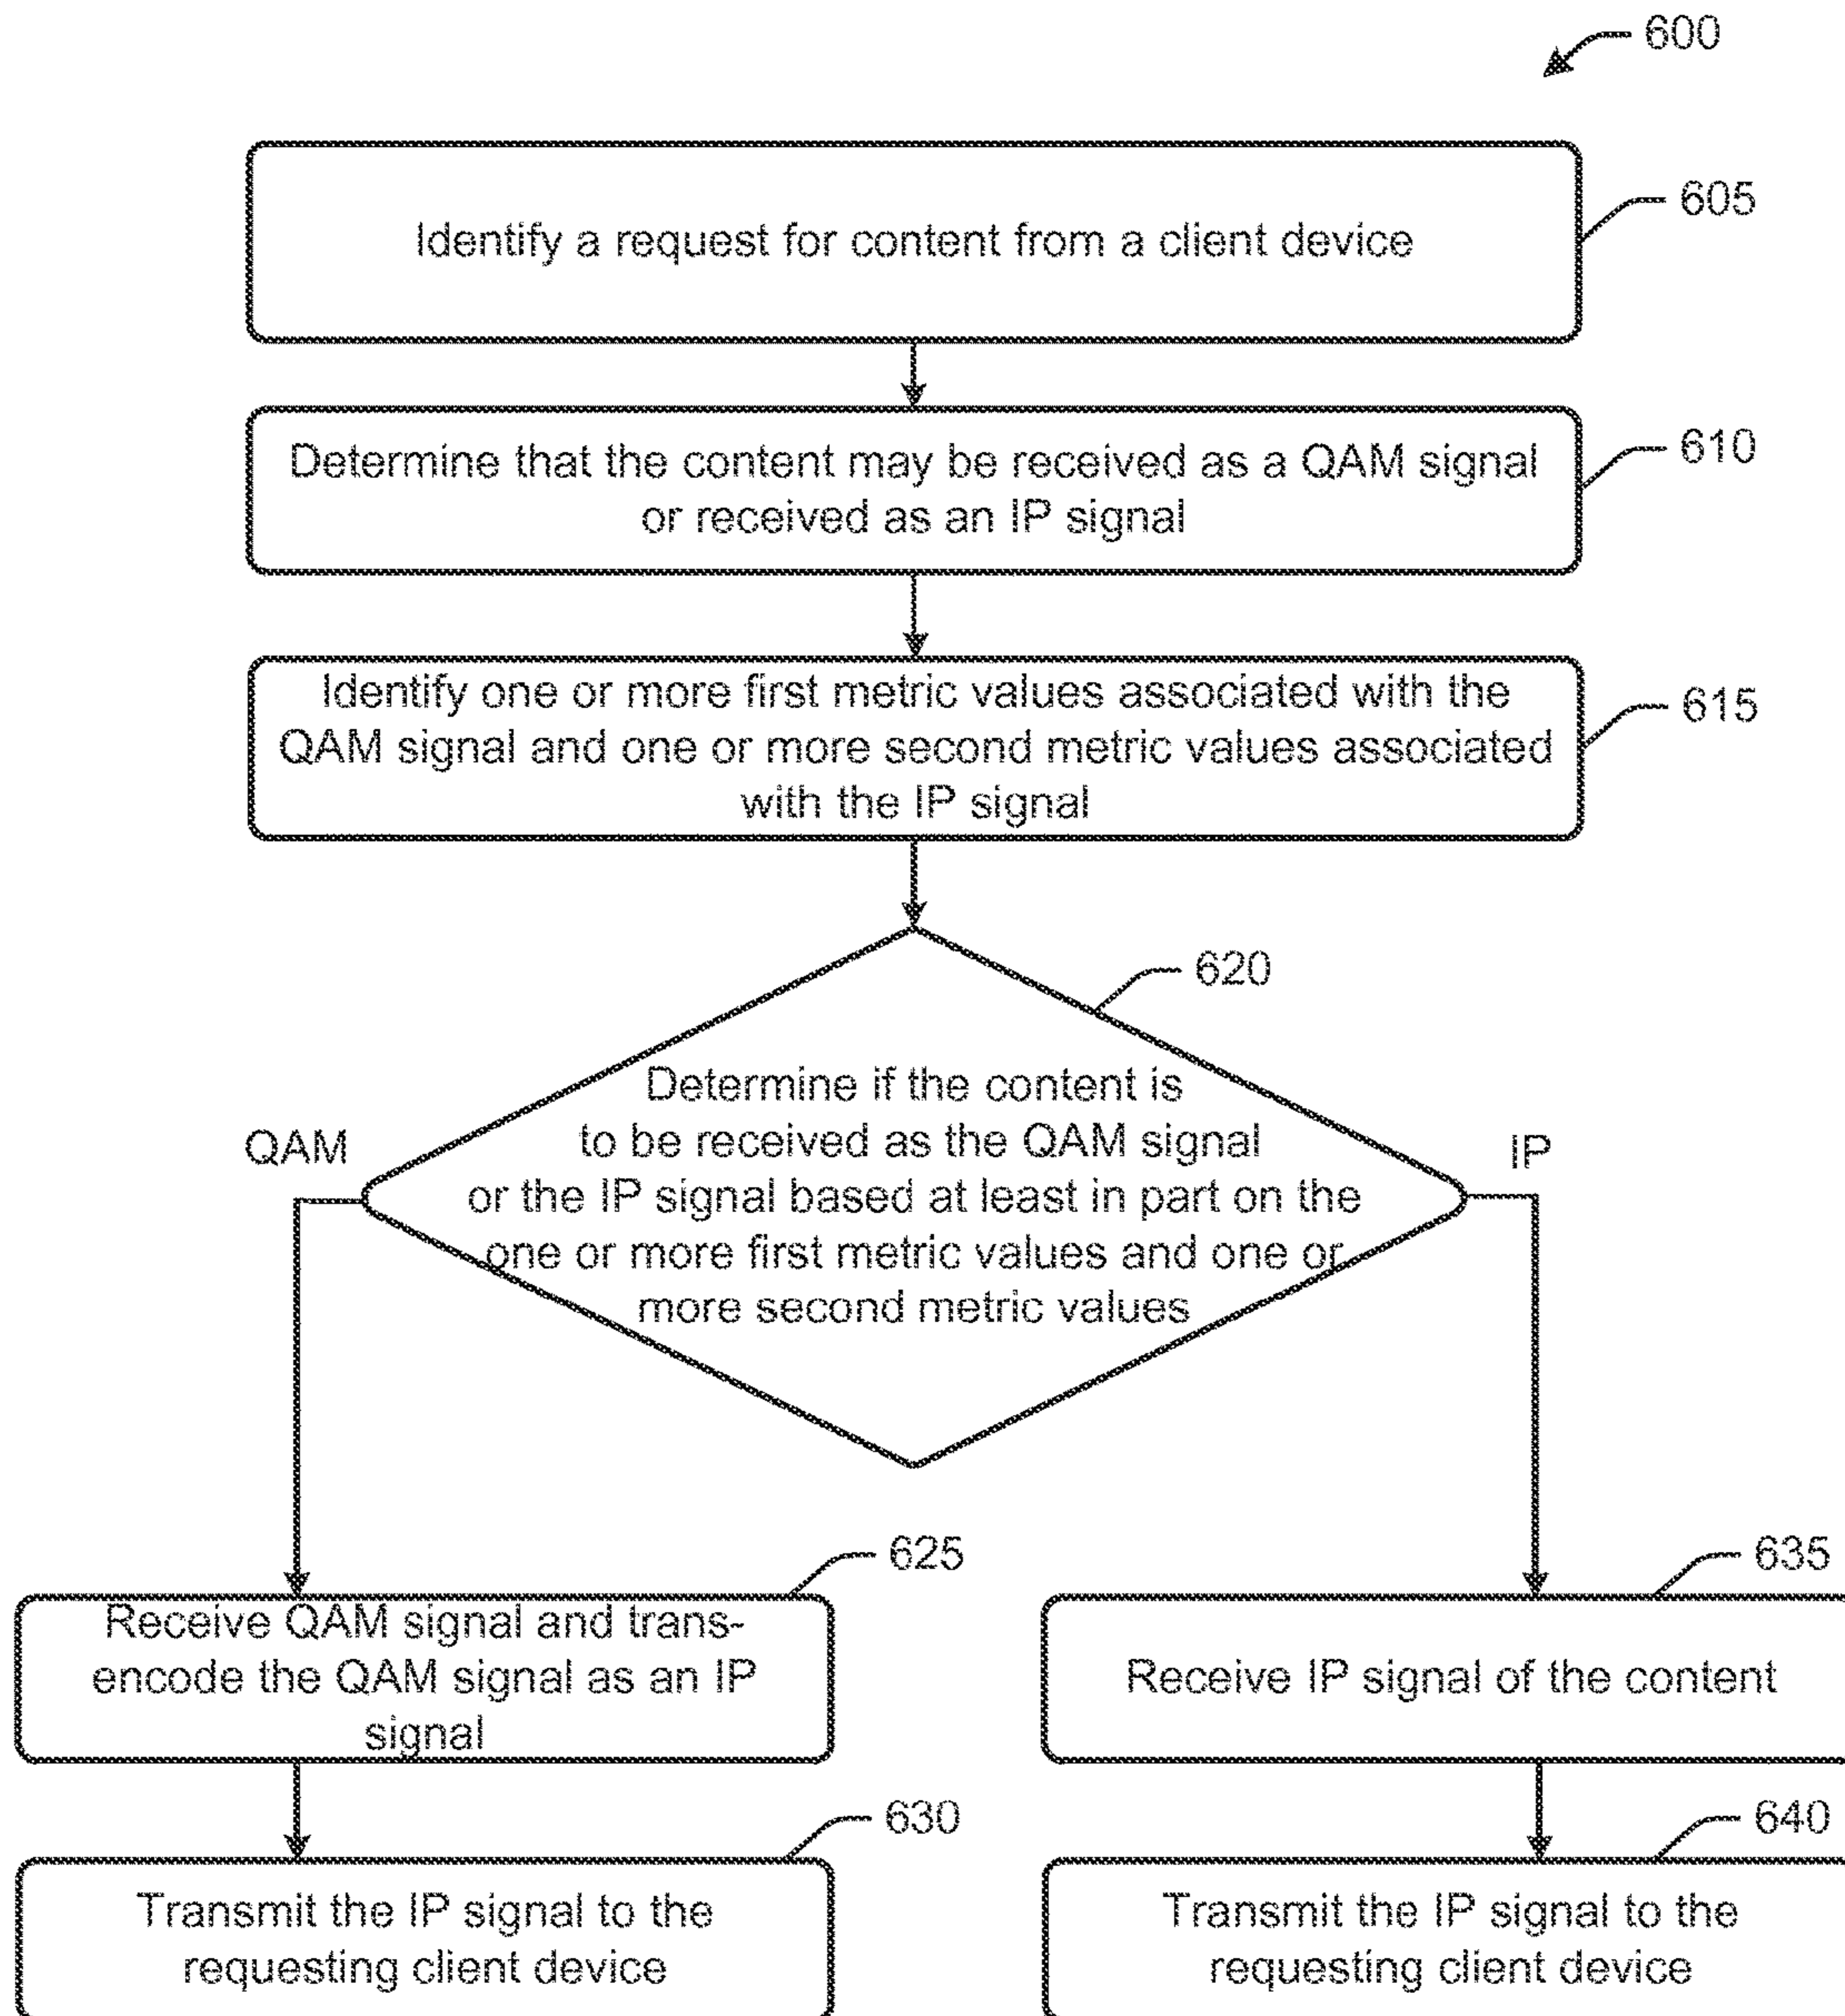 600
605
Identify a request for content from a client device
610
Determine that the content may be received as a QAM signal
or received as an IP signal
615
Identify one or more first metric values associated with the
QAM signal and one or more second metric values associated
with the IP signal
620
Determine if the content is
to be received as the QAM signal
or the IP signal based at least in part on the
one or more first metric values and one or
more second metric values
QAM
IP
625
Receive QAM signal and trans-
encode the QAM signal as an IP
signal
635
Receive IP signal of the content
630
Transmit the IP signal to the
requesting client device
640
Transmit the IP signal to the
requesting client device